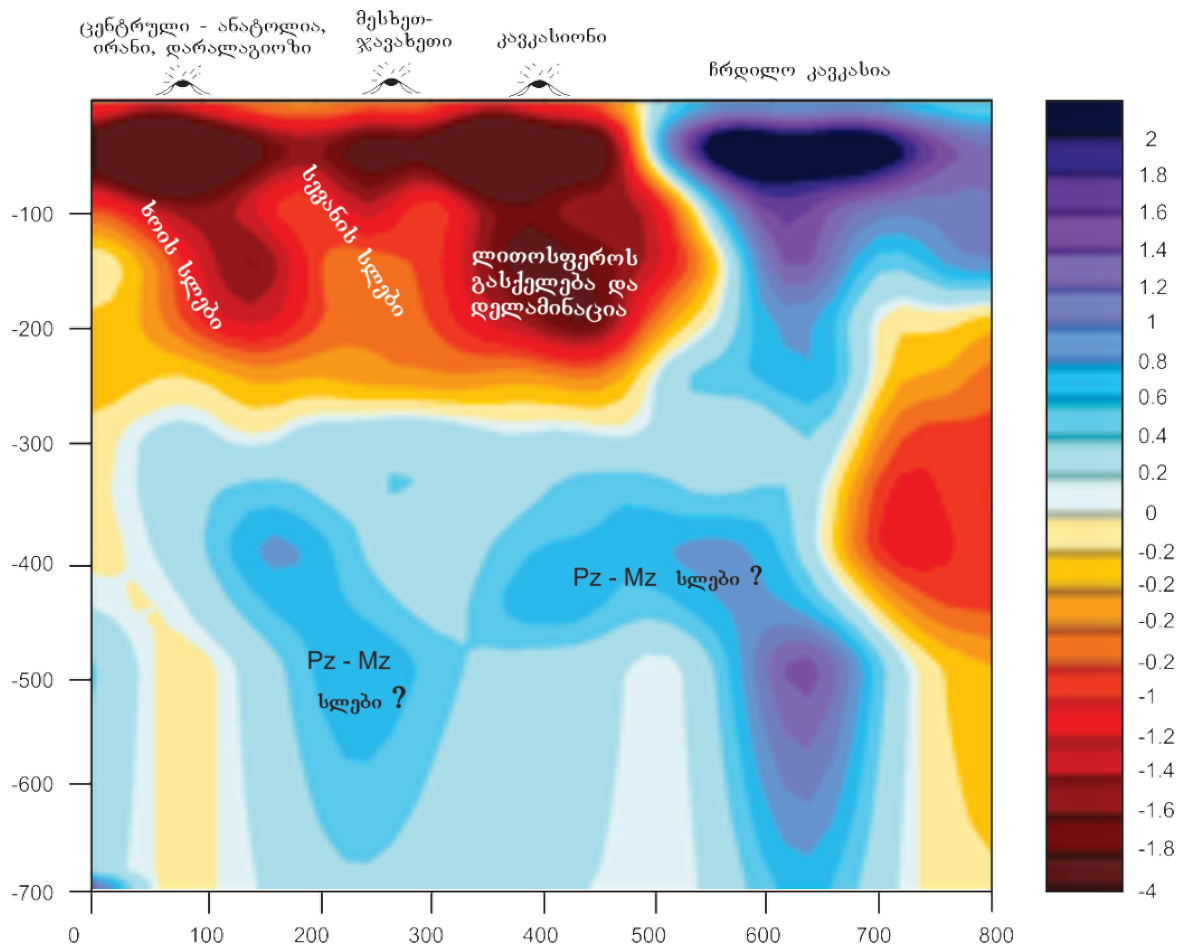 ცენტრული - ანატოლია,
ირანი, დარალაგიოზი
მესხეთ-
ჯავახეთი
კავკასიონი
ჩრდილო კავკასია
ხოის სლები
სევანის სლები
ლითოსფეროს
გასქელება და
დელამინაცია
Pz - Mz სლები ?
Pz - Mz
სლები ?
-100
-200
-300
-400
-500
-600
-700
0 100 200 300 400 500 600 700 800
2
1.8
1.6
1.4
1.2
1
0.8
0.6
0.4
0.2
0
-0.2
-0.2
-0.2
-0.2
-1
-1.2
-1.4
-1.6
-1.8
-4